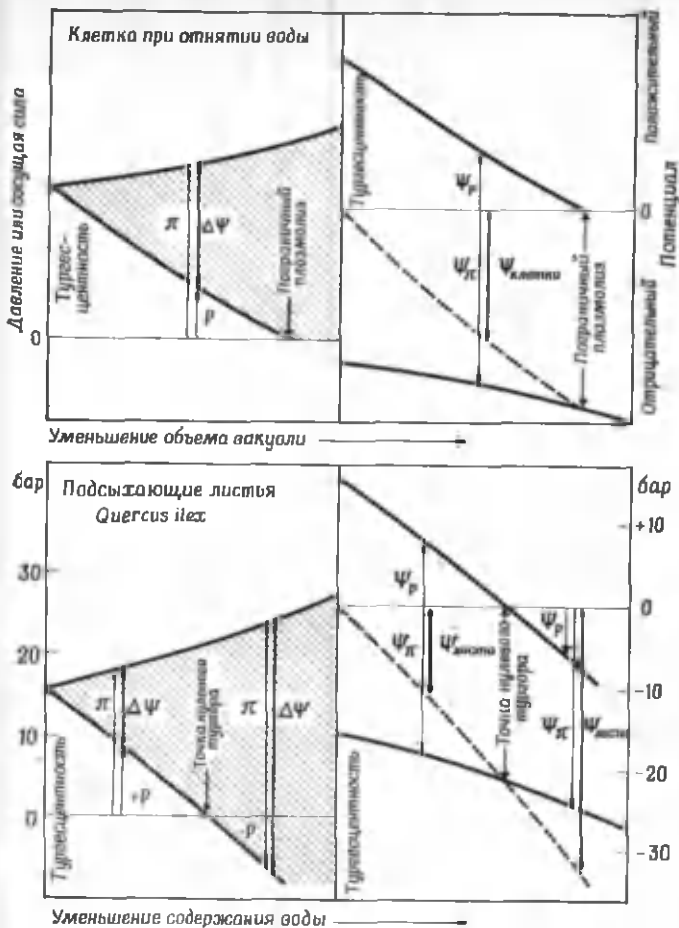 Клетка при отнятии воды
Давление или сосущая сила
Тургес-
центность
0
π
ΔΨ
P
Пограничный
плазмолиз
Тургесцентность
Ψp
Ψπ
Ψклетки
Пограничный
плазмолиз
Положительный
0
Отрицательный
Потенциал
Уменьшение объема вакуоли
бар
Подсыхающие листья
Quercus ilex
30
20
10
0
Тургесцентность
π
ΔΨ
+P
Точка нулевого
тургора
π
ΔΨ
-P
Тургесцентность
Ψp
Ψπ
Ψлиста
Точка нулевого
тургора
Ψp
Ψπ
Ψлиста
бар
+10
0
-10
-20
-30
Уменьшение содержания воды